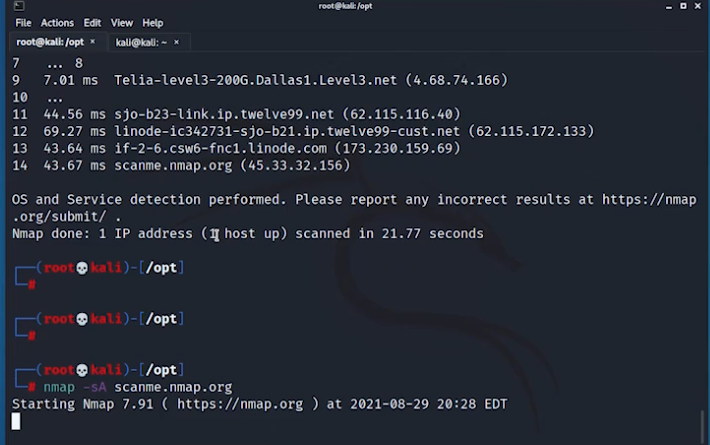 root@kali:/opt
File Actions Edit View Help
root@kali: /opt × kali@kali: ~ ×
7 ... 8
9 7.01 ms Telia-level3-200G.Dallas1.Level3.net (4.68.74.166)
10 ...
11 44.56 ms sjo-b23-link.ip.twelve99.net (62.115.116.40)
12 69.27 ms linode-ic342731-sjo-b21.ip.twelve99-cust.net (62.115.172.133)
13 43.64 ms if-2-6.csw6-fnc1.linode.com (173.230.159.69)
14 43.67 ms scanme.nmap.org (45.33.32.156)
OS and Service detection performed. Please report any incorrect results at https://nmap
.org/submit/ .
Nmap done: 1 IP address (1 host up) scanned in 21.77 seconds
┌──(root💀kali)-[/opt]
└─#
┌──(root💀kali)-[/opt]
└─#
┌──(root💀kali)-[/opt]
└─# nmap -sA scanme.nmap.org
Starting Nmap 7.91 ( https://nmap.org ) at 2021-08-29 20:28 EDT